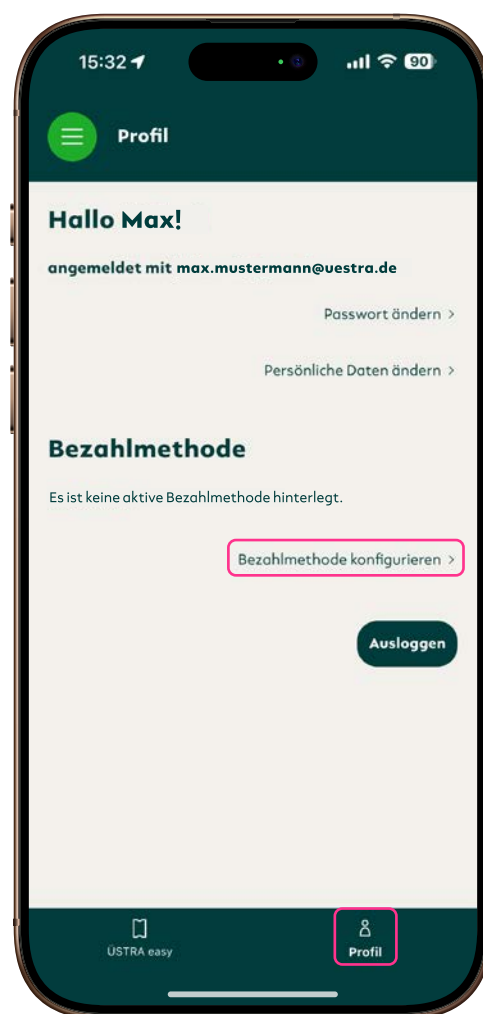 15:32
90
Profil
Hallo Max!
angemeldet mit max.mustermann@uestra.de
Passwort ändern >
Persönliche Daten ändern >
Bezahlmethode
Es ist keine aktive Bezahlmethode hinterlegt.
Bezahlmethode konfigurieren >
Ausloggen
ÜSTRA easy
Profil